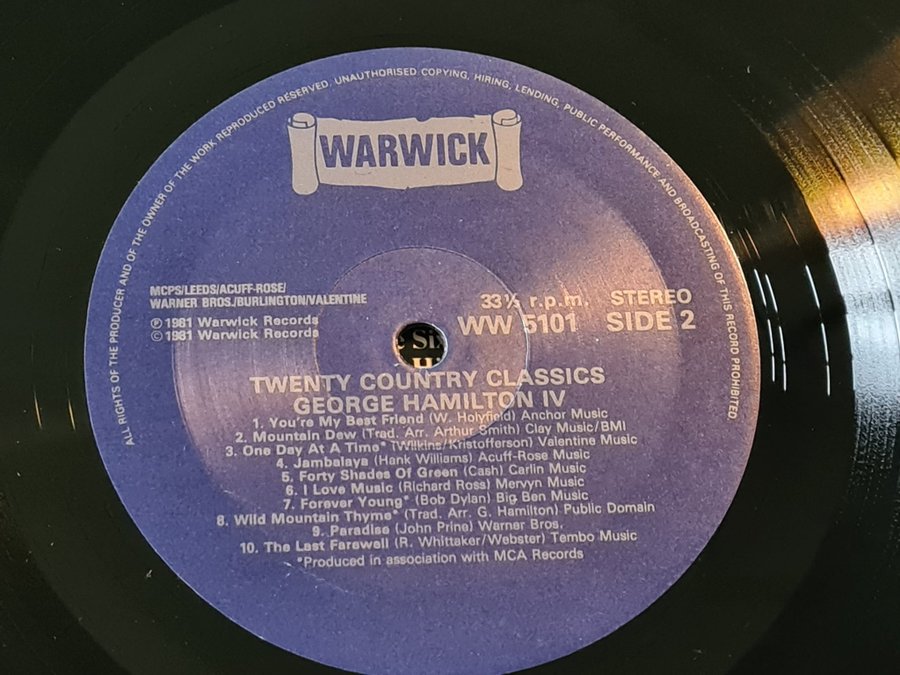 ALL RIGHTS OF THE PRODUCER AND OF THE OWNER OF THE WORK REPRODUCED RESERVED. UNAUTHORISED COPYING, HIRING, LENDING, PUBLIC PERFORMANCE AND BROADCASTING OF THIS RECORD PROHIBITED
WARWICK
MCPS/LEEDS/ACUFF-ROSE/
WARNER BROS./BURLINGTON/VALENTINE
℗ 1981 Warwick Records
© 1981 Warwick Records
33⅓ r.p.m. STEREO
WW 5101 SIDE 2
TWENTY COUNTRY CLASSICS
GEORGE HAMILTON IV
1. You're My Best Friend (W. Holyfield) Anchor Music
2. Mountain Dew (Trad. Arr. Arthur Smith) Clay Music/BMI
3. One Day At A Time* (Wilkins/Kristofferson) Valentine Music
4. Jambalaya (Hank Williams) Acuff-Rose Music
5. Forty Shades Of Green (Cash) Carlin Music
6. I Love Music (Richard Ross) Mervyn Music
7. Forever Young* (Bob Dylan) Big Ben Music
8. Wild Mountain Thyme* (Trad. Arr. G. Hamilton) Public Domain
9. Paradise (John Prine) Warner Bros.
10. The Last Farewell (R. Whittaker/Webster) Tembo Music
*Produced in association with MCA Records